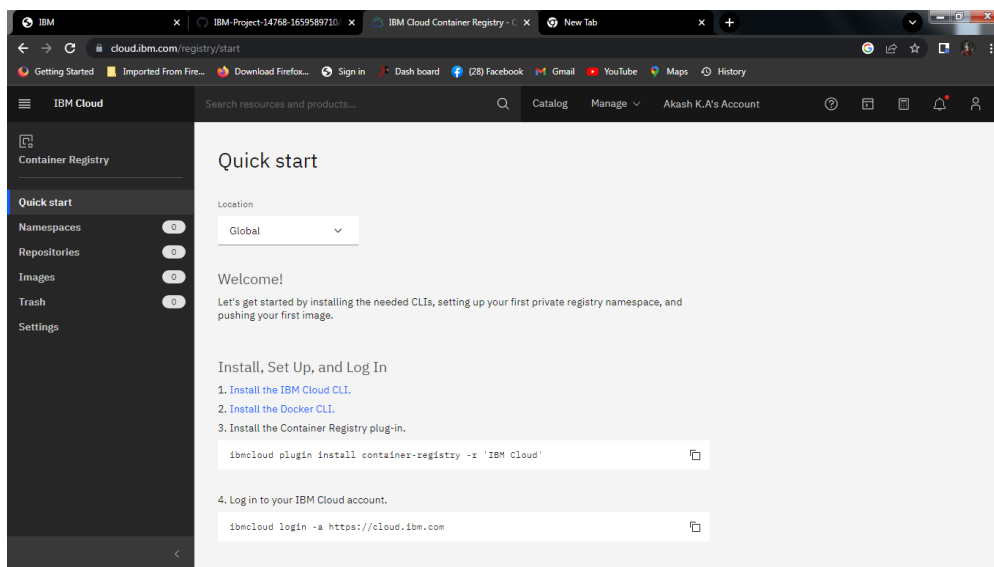 IBM
IBM-Project-14768-1659589710/
IBM Cloud Container Registry - C
New Tab
cloud.ibm.com/registry/start
Getting Started
Imported From Fire...
Download Firefox...
Sign in
Dash board
(28) Facebook
Gmail
YouTube
Maps
History
IBM Cloud
Search resources and products...
Catalog
Manage
Akash K.A's Account
Container Registry
Quick start
Namespaces 0
Repositories 0
Images 0
Trash 0
Settings
Quick start
Location
Global
Welcome!
Let's get started by installing the needed CLIs, setting up your first private registry namespace, and
pushing your first image.
Install, Set Up, and Log In
1. Install the IBM Cloud CLI.
2. Install the Docker CLI.
3. Install the Container Registry plug-in.
ibmcloud plugin install container-registry -r 'IBM Cloud'
4. Log in to your IBM Cloud account.
ibmcloud login -a https://cloud.ibm.com